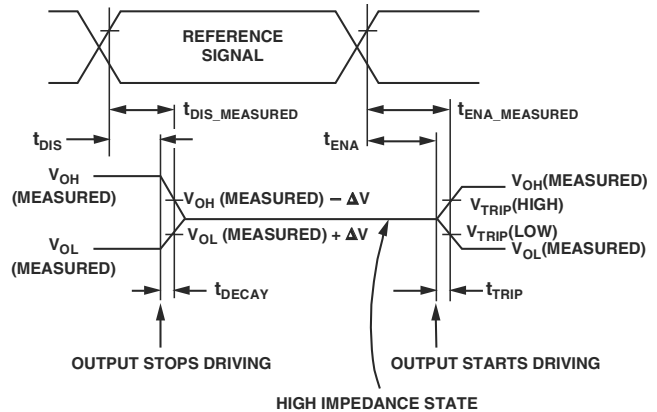 REFERENCE
SIGNAL
tDIS_MEASURED
tENA_MEASURED
tDIS
tENA
VOH
(MEASURED)
VOH (MEASURED) – ΔV
VOH(MEASURED)
VTRIP(HIGH)
VOL
(MEASURED)
VOL (MEASURED) + ΔV
VTRIP(LOW)
VOL(MEASURED)
tDECAY
tTRIP
OUTPUT STOPS DRIVING
OUTPUT STARTS DRIVING
HIGH IMPEDANCE STATE